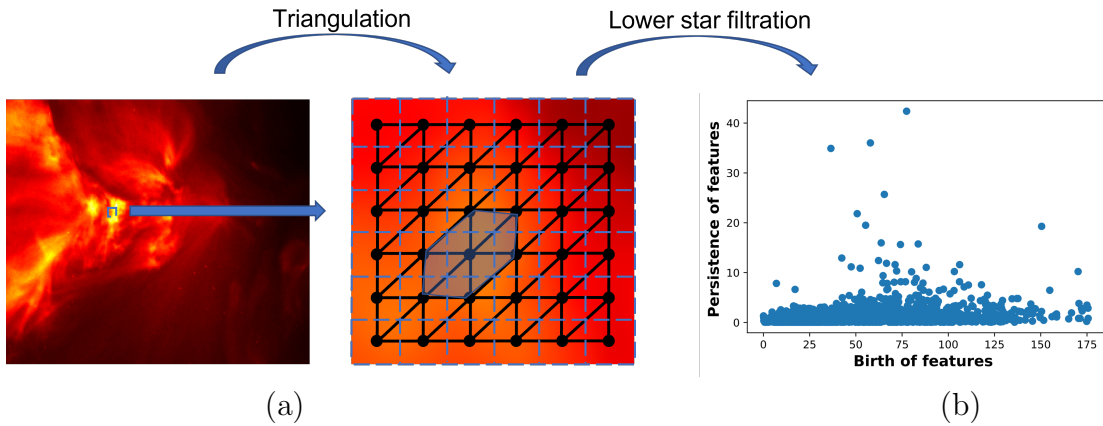 Triangulation
Lower star filtration
40
30
20
10
0
Persistence of features
0 25 50 75 100 125 150 175
Birth of features
(a)
(b)